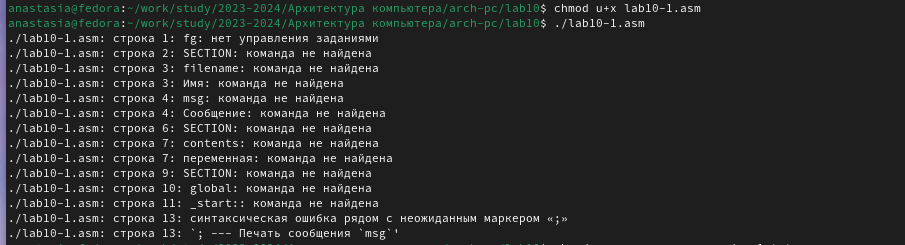 anastasia@fedora:~/work/study/2023-2024/Архитектура компьютера/arch-pc/lab10$ chmod u+x lab10-1.asm
anastasia@fedora:~/work/study/2023-2024/Архитектура компьютера/arch-pc/lab10$ ./lab10-1.asm
./lab10-1.asm: строка 1: fg: нет управления заданиями
./lab10-1.asm: строка 2: SECTION: команда не найдена
./lab10-1.asm: строка 3: filename: команда не найдена
./lab10-1.asm: строка 3: Имя: команда не найдена
./lab10-1.asm: строка 4: msg: команда не найдена
./lab10-1.asm: строка 4: Сообщение: команда не найдена
./lab10-1.asm: строка 6: SECTION: команда не найдена
./lab10-1.asm: строка 7: contents: команда не найдена
./lab10-1.asm: строка 7: переменная: команда не найдена
./lab10-1.asm: строка 9: SECTION: команда не найдена
./lab10-1.asm: строка 10: global: команда не найдена
./lab10-1.asm: строка 11: _start:: команда не найдена
./lab10-1.asm: строка 13: синтаксическая ошибка рядом с неожиданным маркером «;»
./lab10-1.asm: строка 13: `; --- Печать сообщения `msg`'